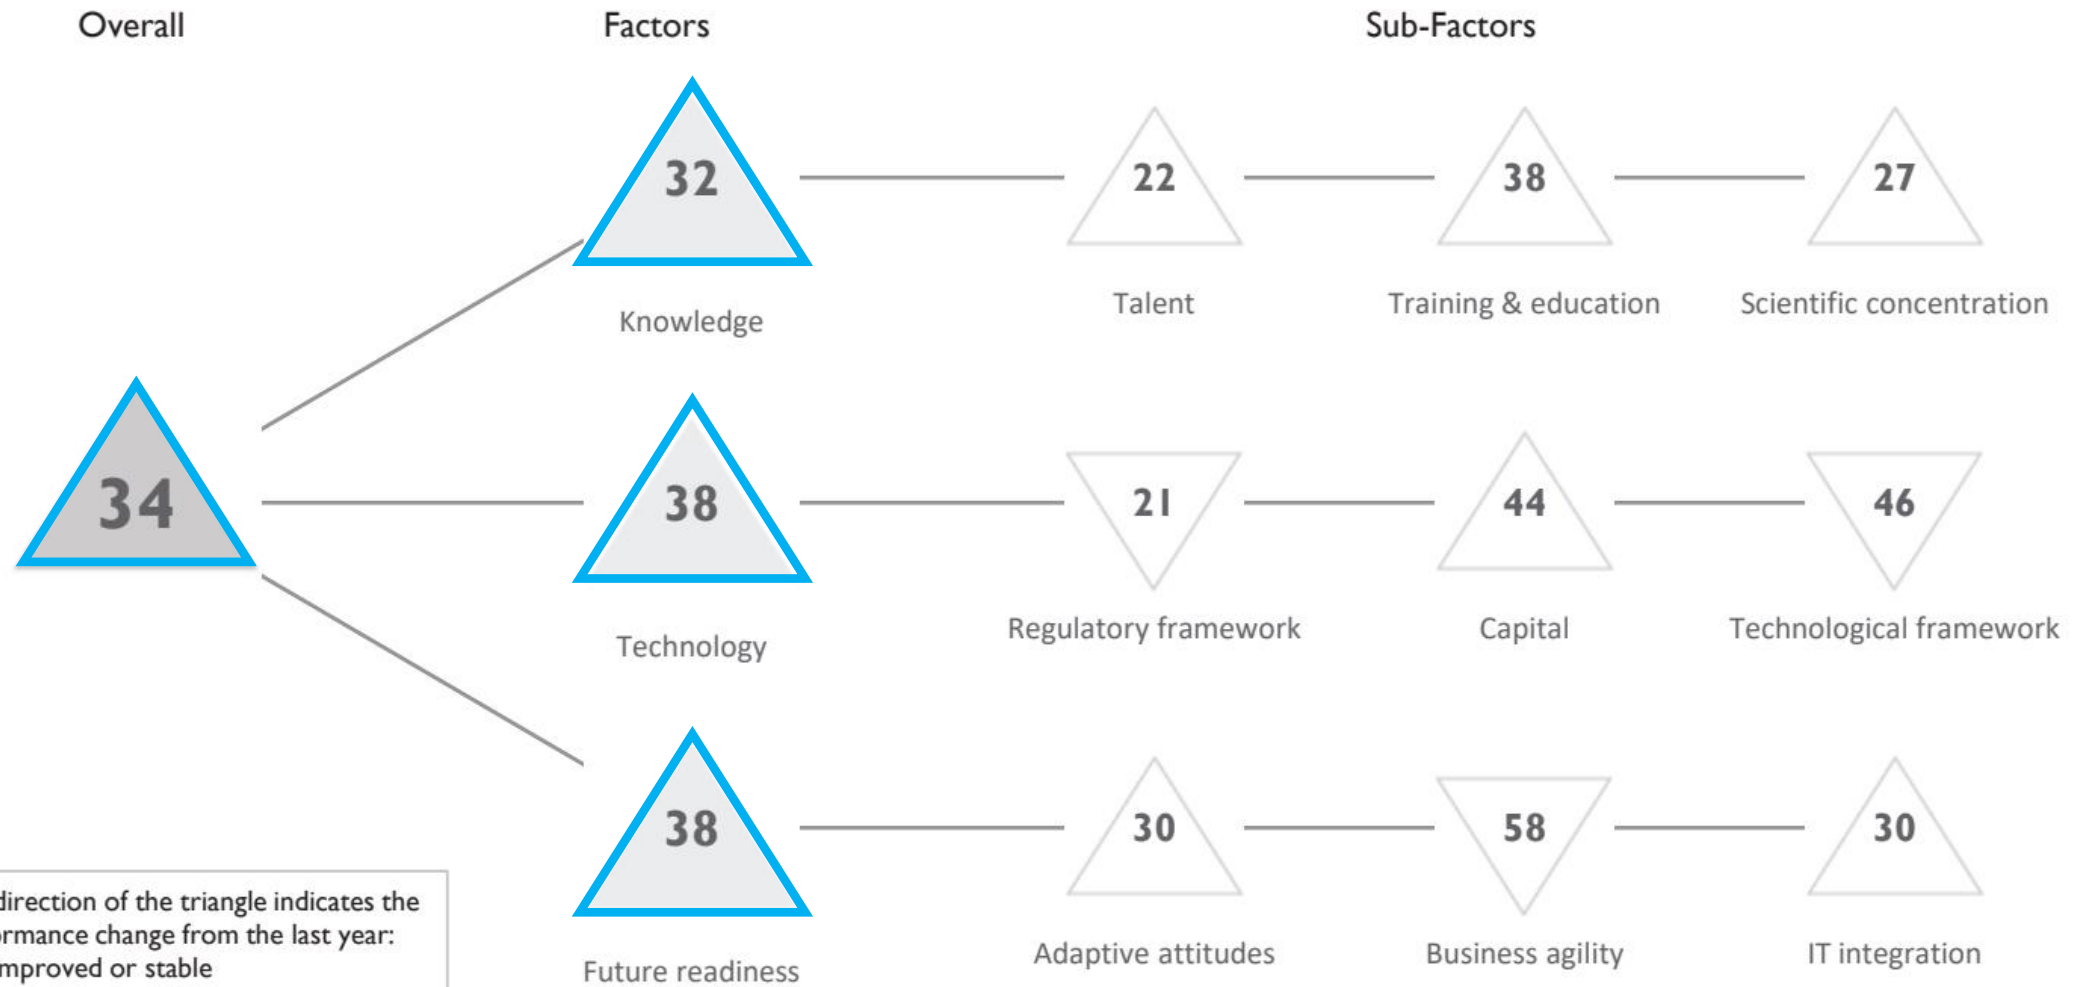 Overall
Factors
Sub-Factors
32
22
38
27
Knowledge
Talent
Training & education
Scientific concentration
34
38
21
44
46
Technology
Regulatory framework
Capital
Technological framework
38
30
58
30
Future readiness
Adaptive attitudes
Business agility
IT integration
direction of the triangle indicates the
ormance change from the last year:
mproved or stable